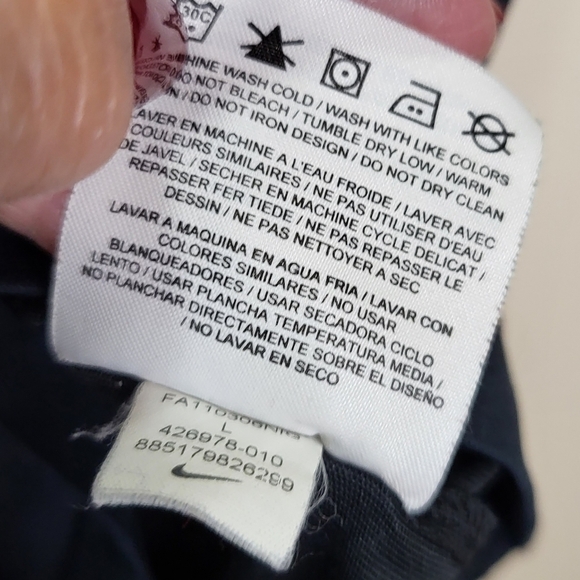 30C
HINE WASH COLD / WASH WITH LIKE COLORS
DO NOT BLEACH / TUMBLE DRY LOW / WARM
N / DO NOT IRON DESIGN / DO NOT DRY CLEAN
AVER EN MACHINE A L'EAU FROIDE / LAVER AVEC
COULEURS SIMILAIRES / NE PAS UTILISER D'EAU
DE JAVEL / SECHER EN MACHINE CYCLE DELICAT /
REPASSER FER TIEDE / NE PAS REPASSER LE
DESSIN / NE PAS NETTOYER A SEC
LAVAR A MAQUINA EN AGUA FRIA / LAVAR CON
COLORES SIMILARES / NO USAR
BLANQUEADORES / USAR SECADORA CICLO
LENTO / USAR PLANCHA TEMPERATURA MEDIA /
NO PLANCHAR DIRECTAMENTE SOBRE EL DISEÑO
/ NO LAVAR EN SECO
L
426978-010
885179826299